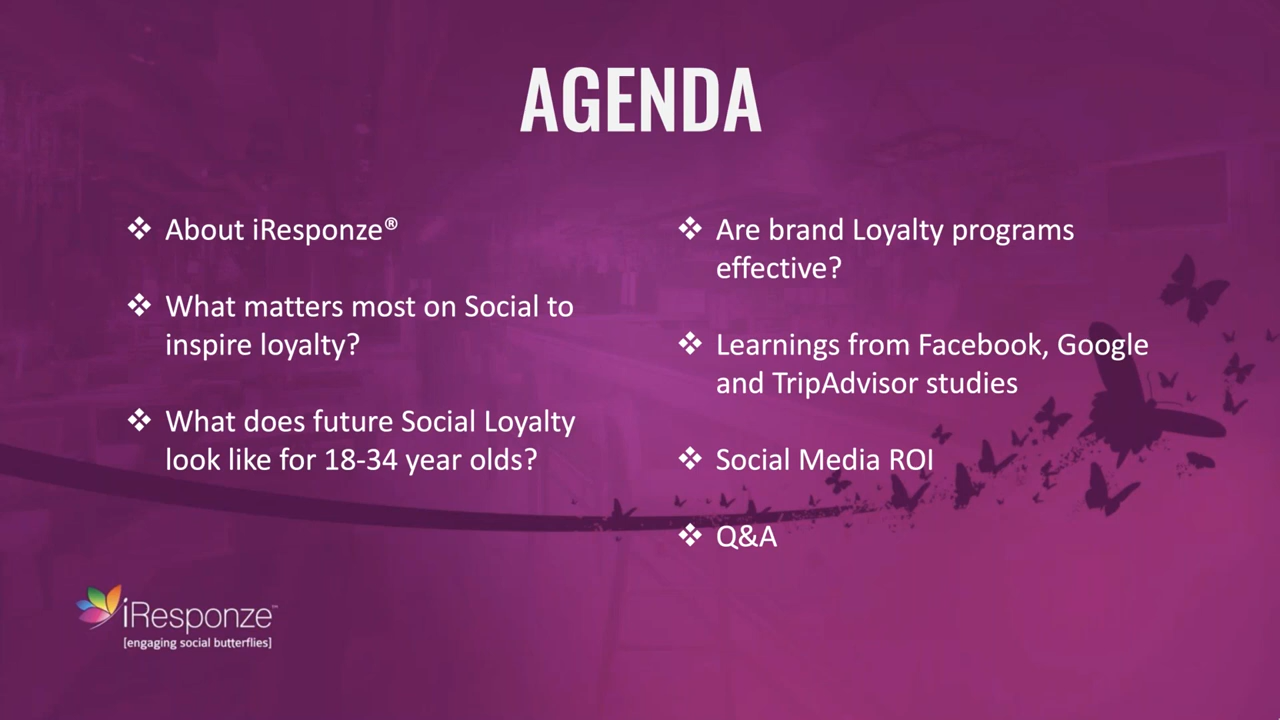 AGENDA
❖ About iResponze®
❖ What matters most on Social to
inspire loyalty?
❖ What does future Social Loyalty
look like for 18-34 year olds?
❖ Are brand Loyalty programs
effective?
❖ Learnings from Facebook, Google
and TripAdvisor studies
❖ Social Media ROI
❖ Q&A
iResponze™
[engaging social butterflies]